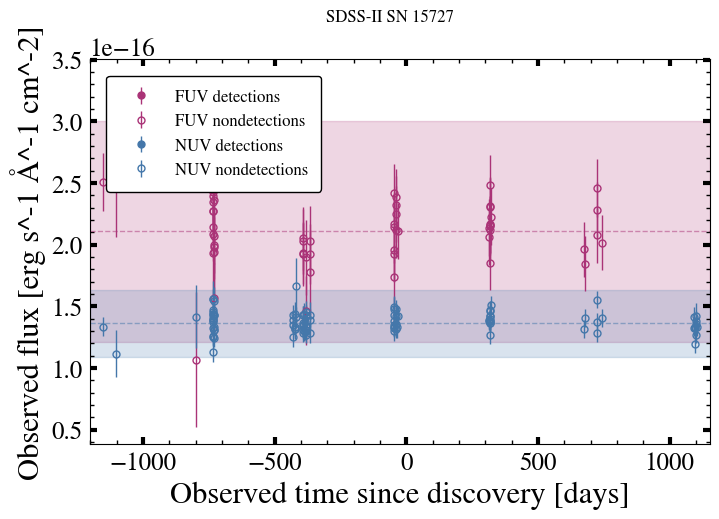 SDSS-II SN 15727
1e−16
3.5
3.0
2.5
2.0
1.5
1.0
0.5
Observed flux [erg s^-1 Å^-1 cm^-2]
FUV detections
FUV nondetections
NUV detections
NUV nondetections
−1000 −500 0 500 1000
Observed time since discovery [days]